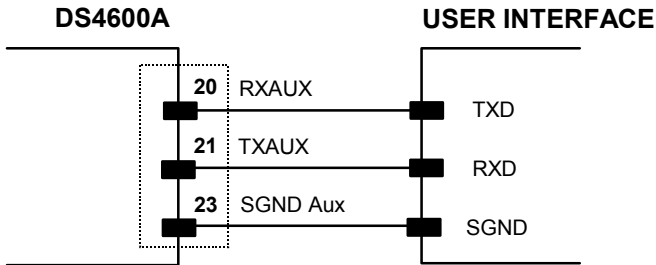 DS4600A USER INTERFACE
20 RXAUX TXD
21 TXAUX RXD
23 SGND Aux SGND